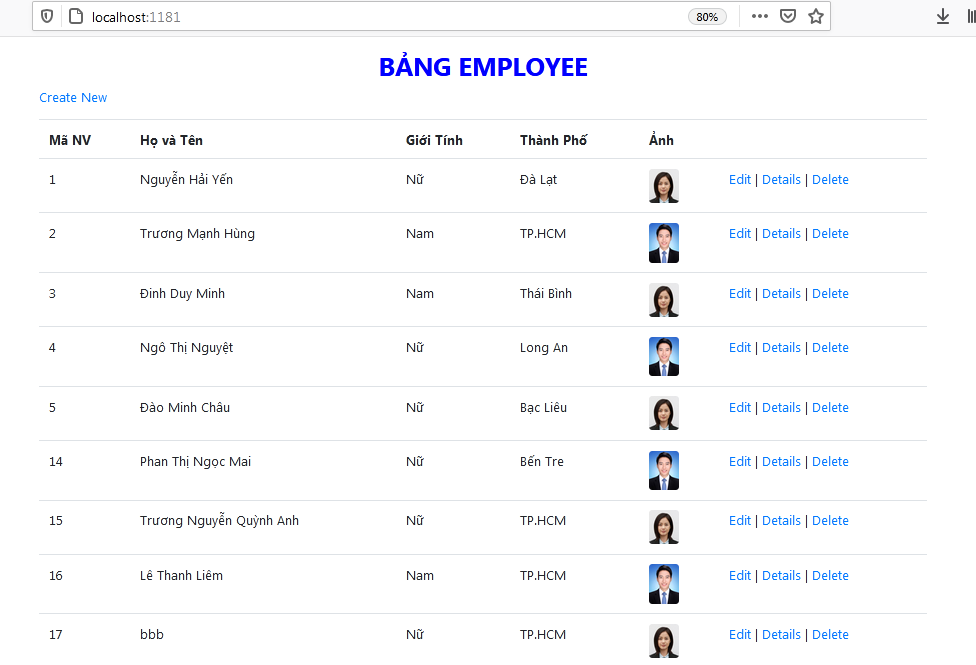 localhost:1181 80%
BẢNG EMPLOYEE
Create New
Mã NV Họ và Tên Giới Tính Thành Phố Ảnh
1 Nguyễn Hải Yến Nữ Đà Lạt Edit | Details | Delete
2 Trương Mạnh Hùng Nam TP.HCM Edit | Details | Delete
3 Đinh Duy Minh Nam Thái Bình Edit | Details | Delete
4 Ngô Thị Nguyệt Nữ Long An Edit | Details | Delete
5 Đào Minh Châu Nữ Bạc Liêu Edit | Details | Delete
14 Phan Thị Ngọc Mai Nữ Bến Tre Edit | Details | Delete
15 Trương Nguyễn Quỳnh Anh Nữ TP.HCM Edit | Details | Delete
16 Lê Thanh Liêm Nam TP.HCM Edit | Details | Delete
17 bbb Nữ TP.HCM Edit | Details | Delete